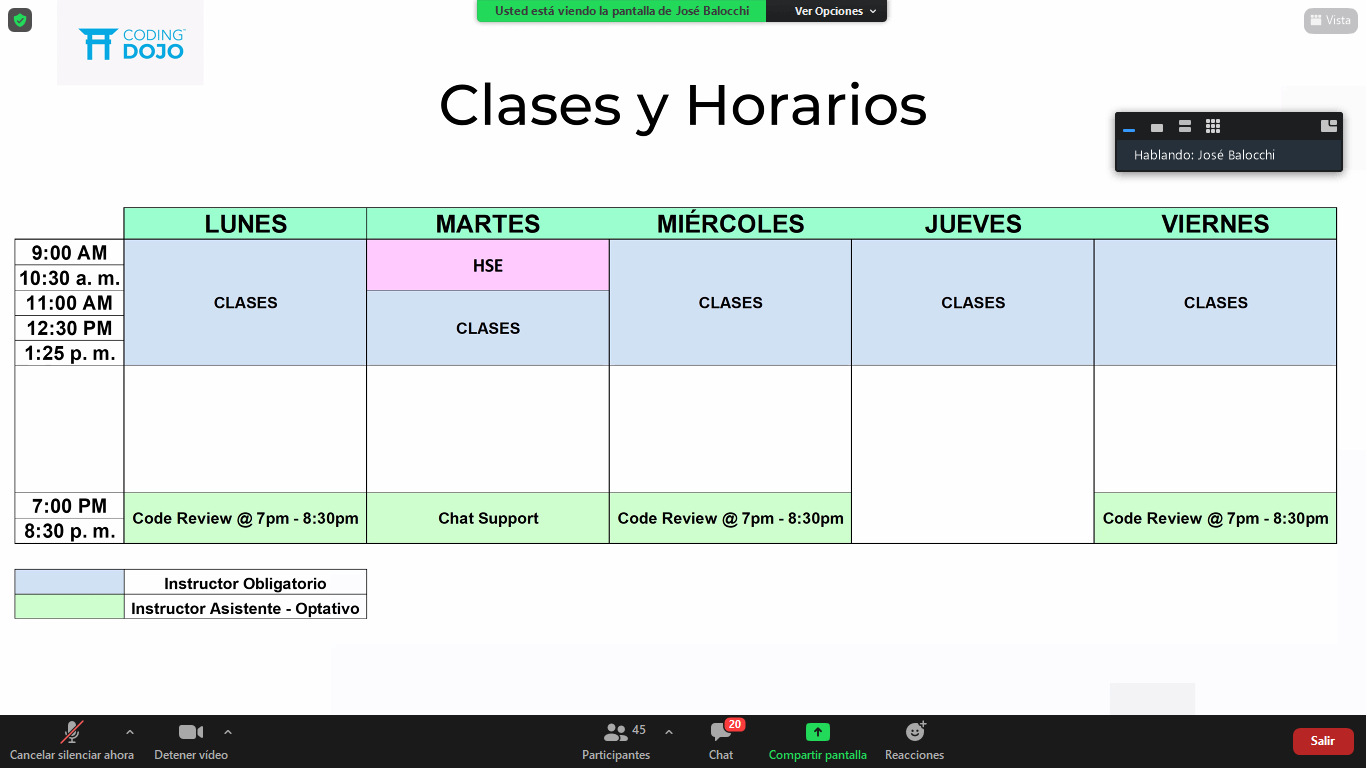 Usted está viendo la pantalla de José Balocchi
Ver Opciones
Vista
CODING
DOJO
Clases y Horarios
Hablando: José Balocchi
LUNES MARTES MIÉRCOLES JUEVES VIERNES
9:00 AM
HSE
10:30 a. m.
11:00 AM
CLASES CLASES CLASES CLASES
12:30 PM
CLASES
1:25 p. m.
7:00 PM
Code Review @ 7pm - 8:30pm Chat Support Code Review @ 7pm - 8:30pm Code Review @ 7pm - 8:30pm
8:30 p. m.
Instructor Obligatorio
Instructor Asistente - Optativo
45
20
Cancelar silenciar ahora Detener vídeo Participantes Chat Compartir pantalla Reacciones
Salir